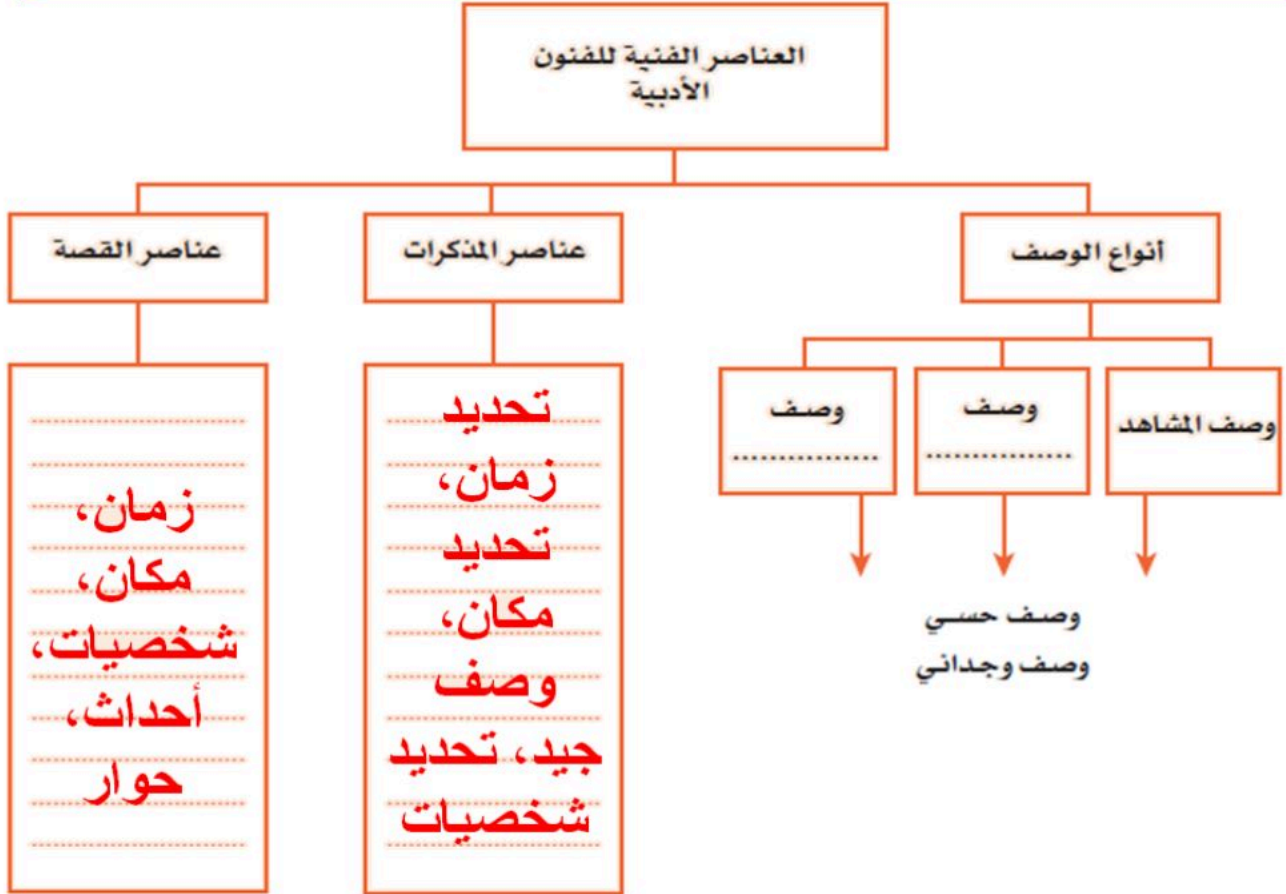 العناصر الفنية للفنون
الأدبية
أنواع الوصف
عناصر المذكرات
عناصر القصة
وصف المشاهد
وصف
................
وصف
................
وصف حسي
وصف وجداني
تحديد
زمان،
تحديد
مكان،
وصف
جيد، تحديد
شخصيات
زمان،
مكان،
شخصيات،
أحداث،
حوار